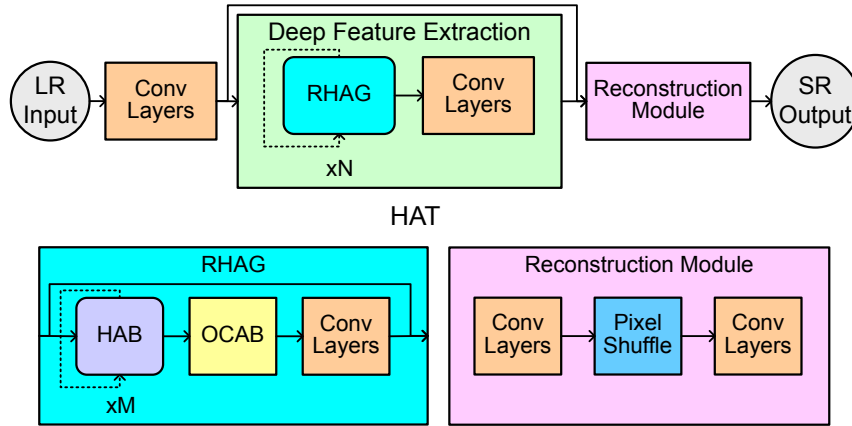 Deep Feature Extraction
LR
Input
Conv
Layers
RHAG
Conv
Layers
xN
Reconstruction
Module
SR
Output
HAT
RHAG
HAB
OCAB
Conv
Layers
xM
Reconstruction Module
Conv
Layers
Pixel
Shuffle
Conv
Layers